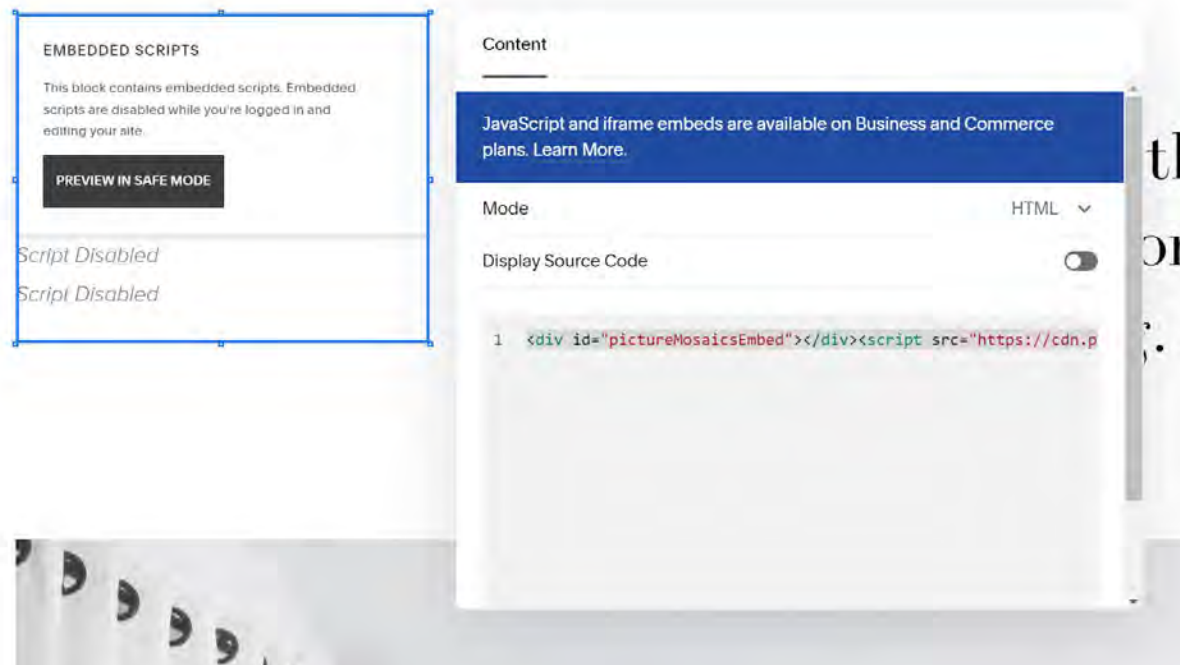 EMBEDDED SCRIPTS
This block contains embedded scripts. Embedded
scripts are disabled while you're logged in and
editing your site.
PREVIEW IN SAFE MODE
Script Disabled
Script Disabled
Content
JavaScript and iframe embeds are available on Business and Commerce
plans. Learn More.
Mode
HTML
Display Source Code
1 <div id="pictureMosaicsEmbed"></div><script src="https://cdn.p